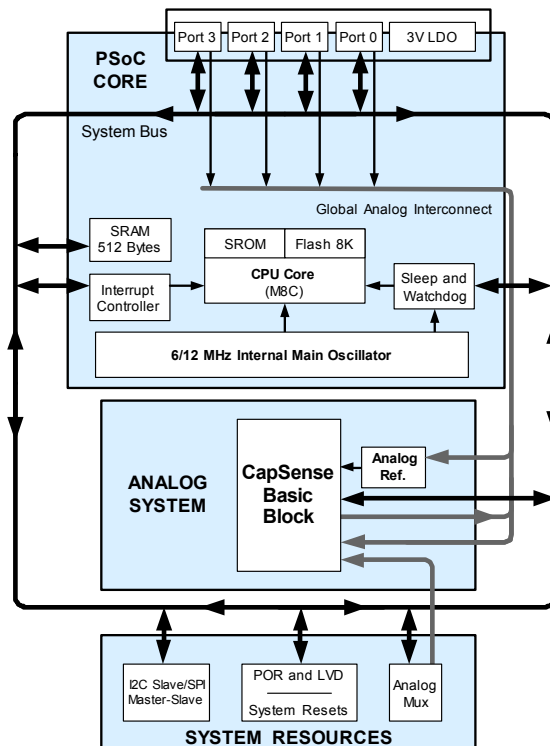 Port 3 Port 2 Port 1 Port 0 3V LDO
PSoC
CORE
System Bus
Global Analog Interconnect
SRAM
512 Bytes
SROM Flash 8K
CPU Core
(M8C)
Interrupt
Controller
Sleep and
Watchdog
6/12 MHz Internal Main Oscillator
ANALOG
SYSTEM
CapSense
Basic
Block
Analog
Ref.
I2C Slave/SPI
Master-Slave
POR and LVD
System Resets
Analog
Mux
SYSTEM RESOURCES